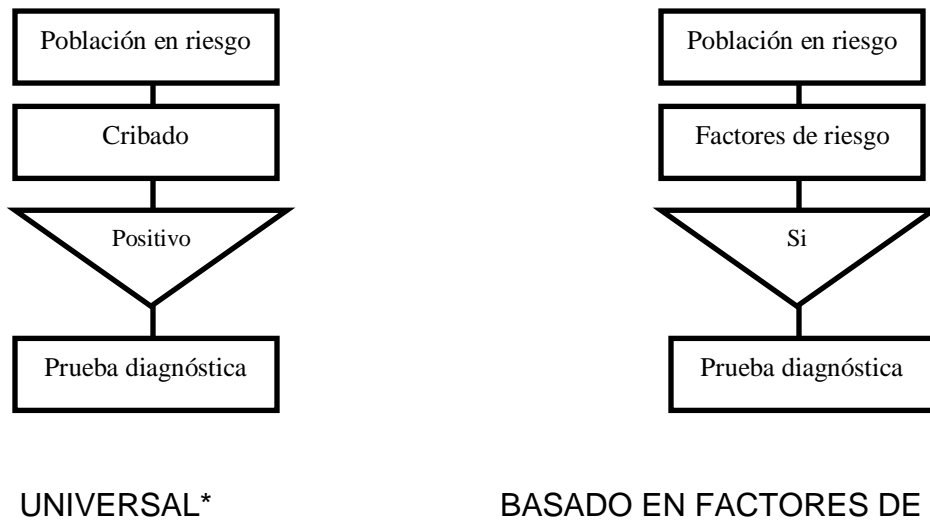 Población en riesgo
Cribado
Positivo
Prueba diagnóstica
UNIVERSAL*
Población en riesgo
Factores de riesgo
Si
Prueba diagnóstica
BASADO EN FACTORES DE